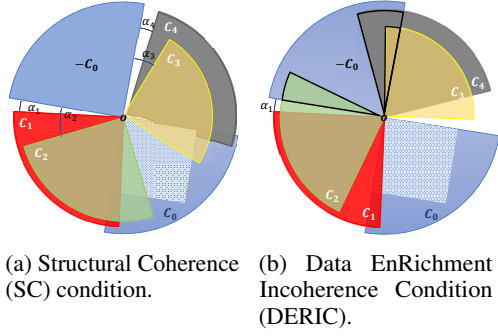 α₄
C₄
−C₀
α₃
C₃
α₁
α₂
o
C₁
C₂
C₀
−C₀
C₃
C₄
α₁
o
C₂
C₁
C₀
(a) Structural Coherence
(SC) condition.
(b) Data EnRichment
Incoherence Condition
(DERIC).